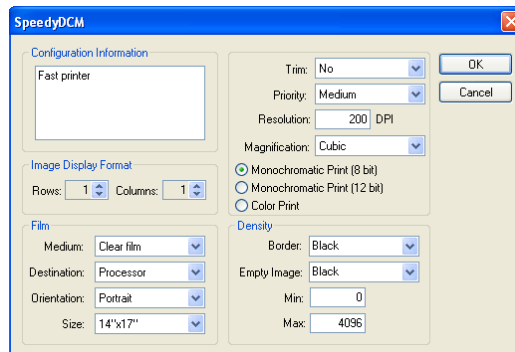 SpeedyDCM
Configuration Information
Fast printer
Image Display Format
Rows: 1 Columns: 1
Film
Medium: Clear film
Destination: Processor
Orientation: Portrait
Size: 14"x17"
Trim: No
Priority: Medium
Resolution: 200 DPI
Magnification: Cubic
Monochromatic Print (8 bit)
Monochromatic Print (12 bit)
Color Print
Density
Border: Black
Empty Image: Black
Min: 0
Max: 4096
OK
Cancel